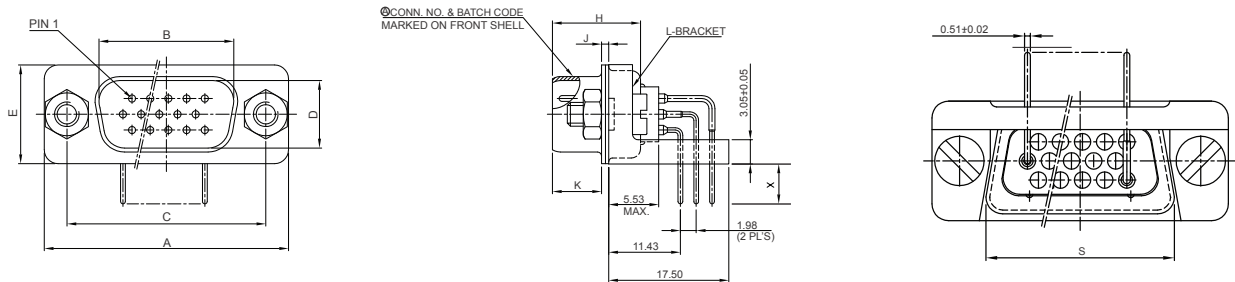 PIN 1
B
E
D
C
A
ⒶCONN. NO. & BATCH CODE
MARKED ON FRONT SHELL
H
J
L-BRACKET
3.05±0.05
K
X
5.53
MAX.
1.98
(2 PL'S)
11.43
17.50
0.51±0.02
S